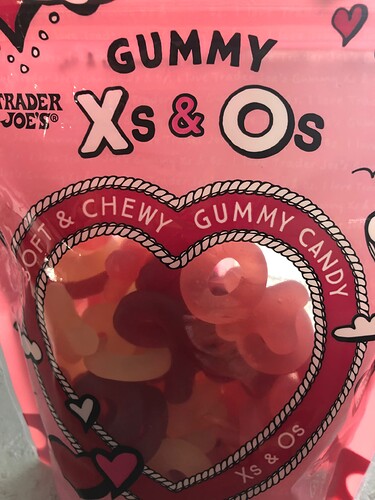 GUMMY
TRADER
JOE'S®
Xs & Os
SOFT & CHEWY GUMMY CANDY
Xs & Os